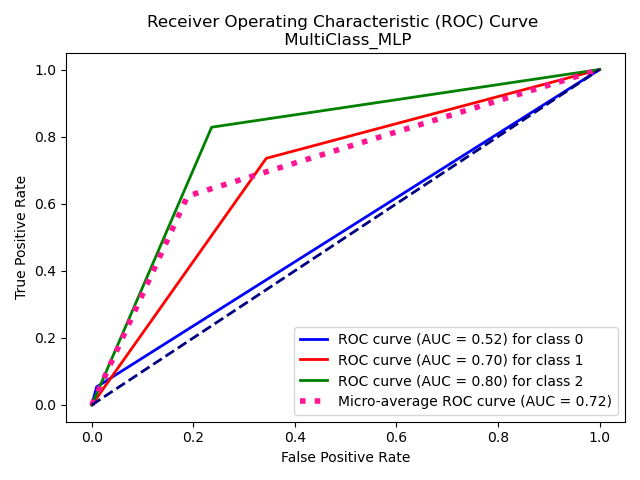 Receiver Operating Characteristic (ROC) Curve
MultiClass_MLP
True Positive Rate
1.0
0.8
0.6
0.4
0.2
0.0
0.0 0.2 0.4 0.6 0.8 1.0
False Positive Rate
ROC curve (AUC = 0.52) for class 0
ROC curve (AUC = 0.70) for class 1
ROC curve (AUC = 0.80) for class 2
Micro-average ROC curve (AUC = 0.72)